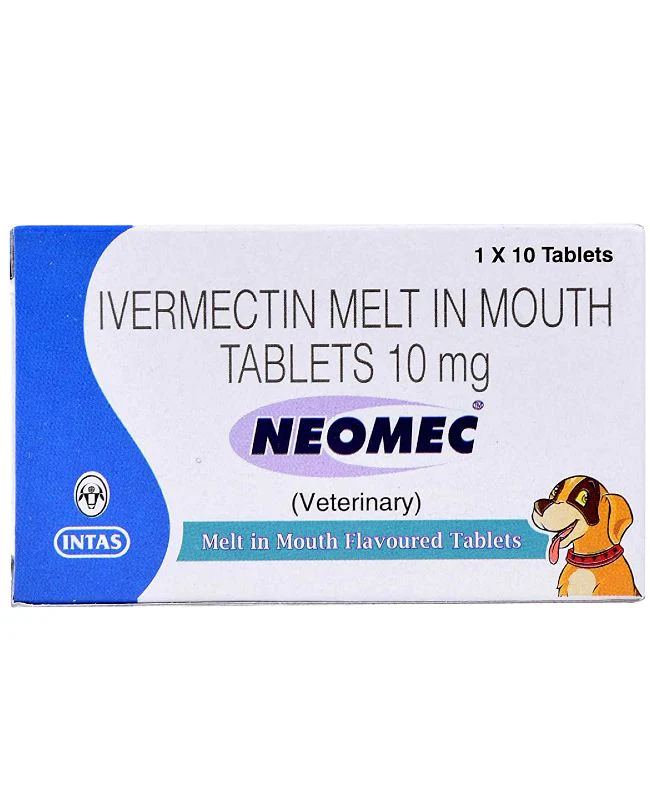 1 X 10 Tablets
IVERMECTIN MELT IN MOUTH
TABLETS 10 mg
NEOMEC
(Veterinary)
INTAS
Melt in Mouth Flavoured Tablets